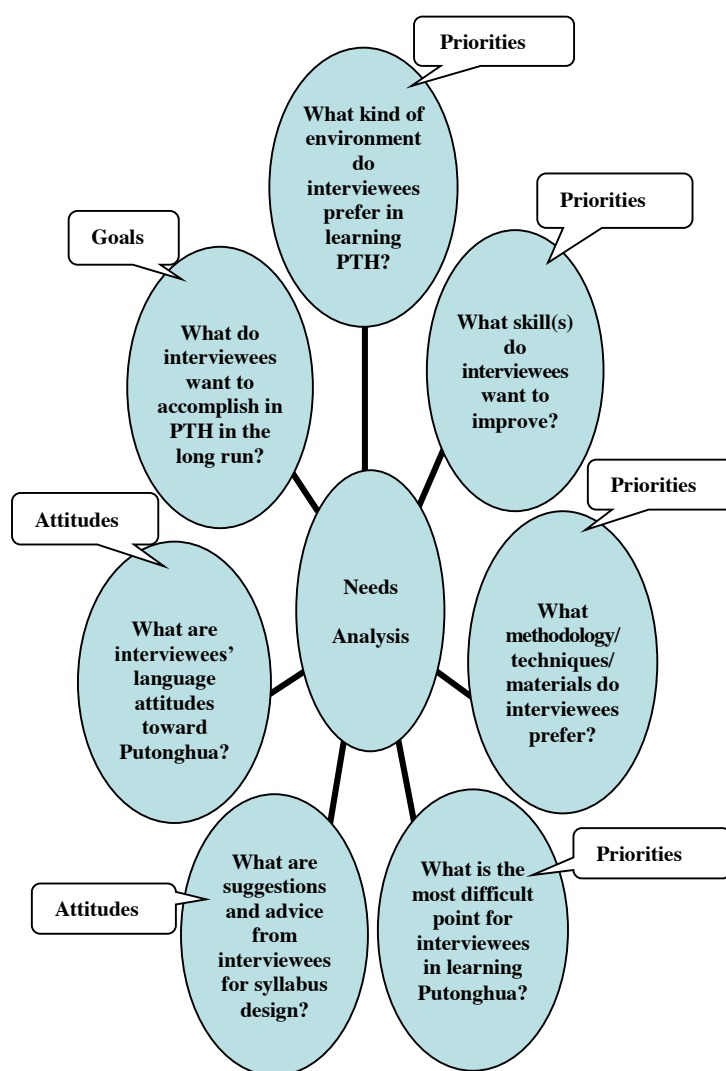 Priorities
What kind of
environment
do
interviewees
prefer in
learning
PTH?
Priorities
What skill(s)
do
interviewees
want to
improve?
Goals
What do
interviewees
want to
accomplish in
PTH in the
long run?
Priorities
What
methodology/
techniques/
materials do
interviewees
prefer?
Attitudes
What are
interviewees’
language
attitudes
toward
Putonghua?
Needs
Analysis
Priorities
What is the
most difficult
point for
interviewees
in learning
Putonghua?
Attitudes
What are
suggestions
and advice
from
interviewees
for syllabus
design?